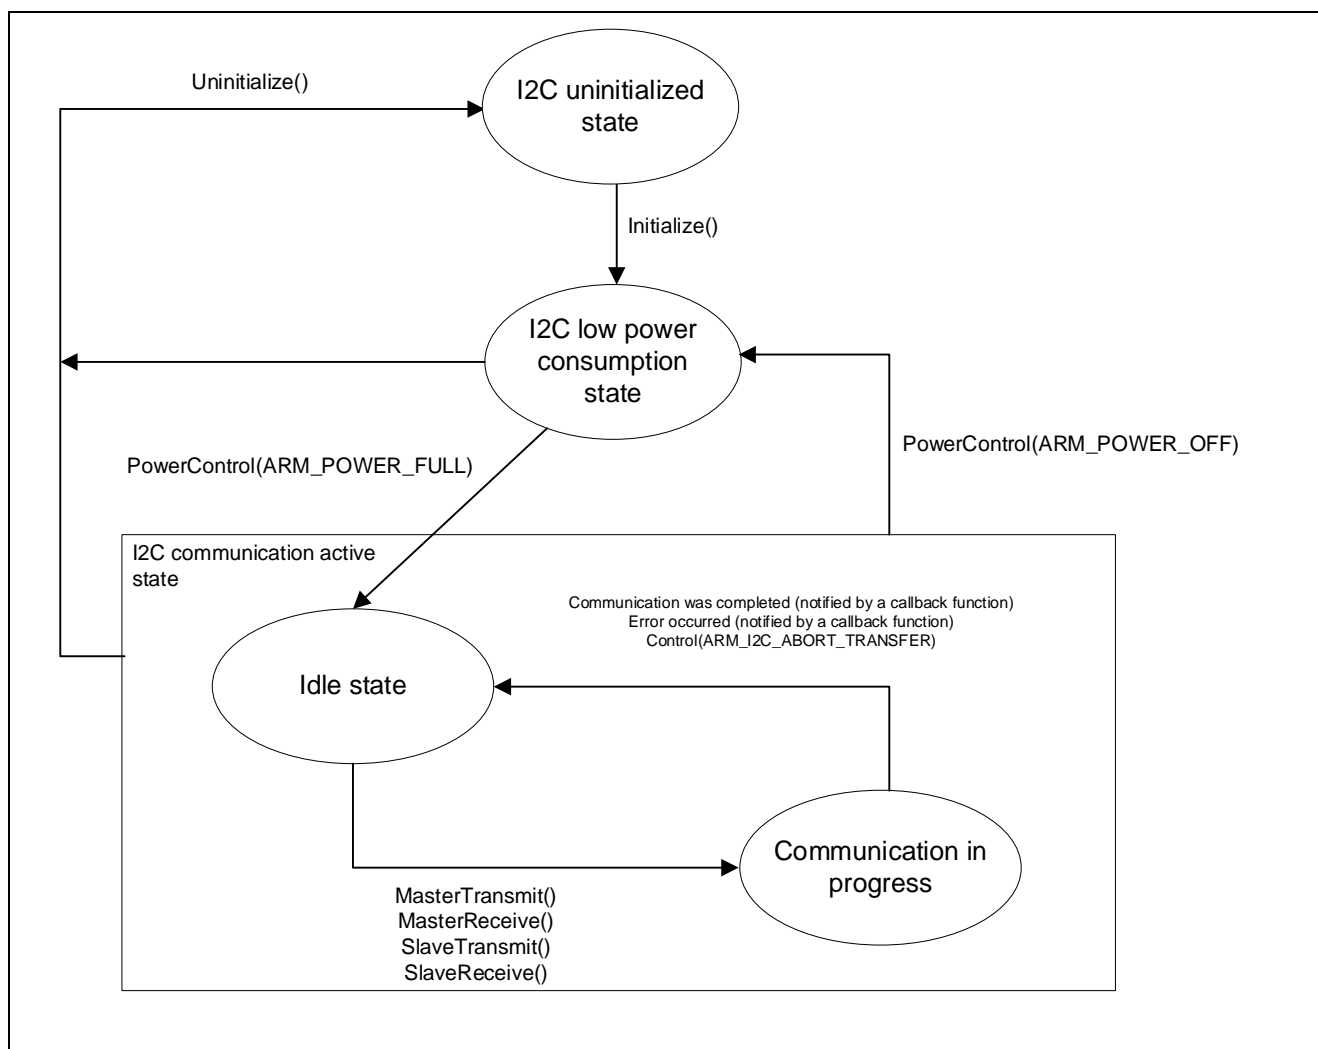 Uninitialize()
I2C uninitialized
state
Initialize()
I2C low power
consumption
state
PowerControl(ARM_POWER_FULL)
PowerControl(ARM_POWER_OFF)
I2C communication active
state
Communication was completed (notified by a callback function)
Error occurred (notified by a callback function)
Control(ARM_I2C_ABORT_TRANSFER)
Idle state
Communication in
progress
MasterTransmit()
MasterReceive()
SlaveTransmit()
SlaveReceive()